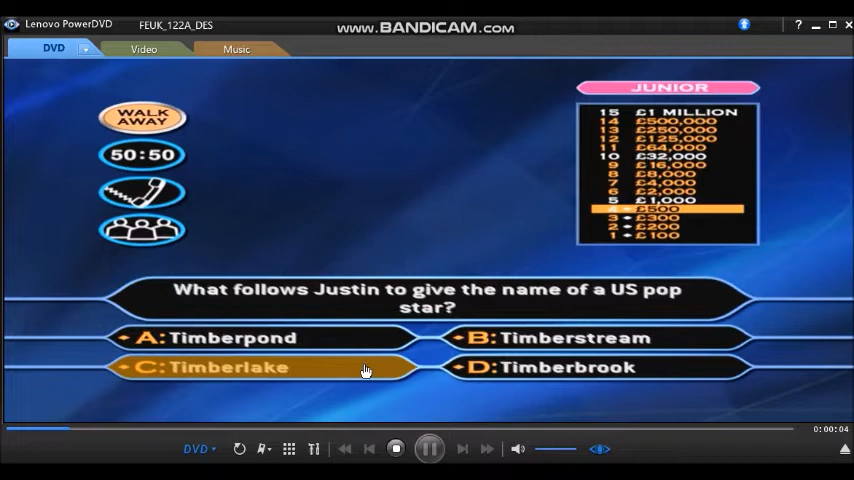 Lenovo PowerDVD
FEUK_122A_DES
www.BANDICAM.com
?
DVD
Video
Music
WALK AWAY
50:50
JUNIOR
15 £1 MILLION
14 £500,000
13 £250,000
12 £125,000
11 £64,000
10 £32,000
9 £16,000
8 £8,000
7 £4,000
6 £2,000
5 £1,000
4 £500
3 £300
2 £200
1 £100
What follows Justin to give the name of a US pop
star?
A: Timberpond
B: Timberstream
C: Timberlake
D: Timberbrook
0:00:04
DVD